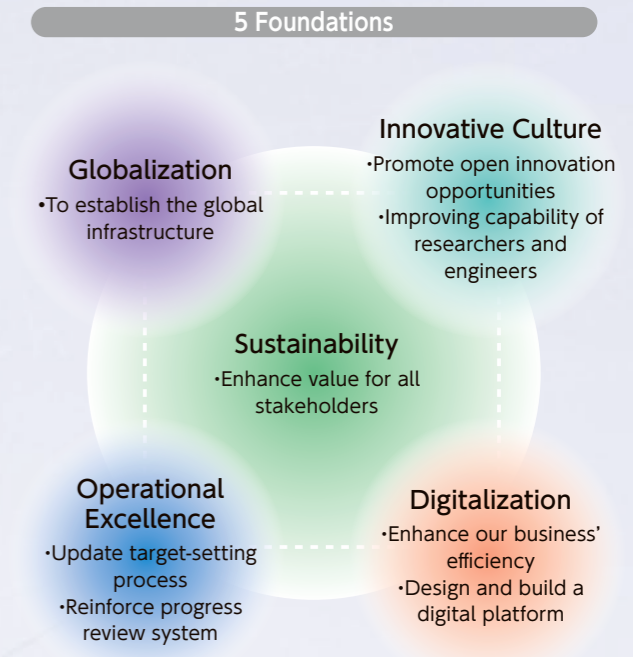 5 Foundations
Globalization
•To establish the global
infrastructure
Innovative Culture
•Promote open innovation
opportunities
•Improving capability of
researchers and
engineers
Sustainability
•Enhance value for all
stakeholders
Operational
Excellence
•Update target-setting
process
•Reinforce progress
review system
Digitalization
•Enhance our business’
efficiency
•Design and build a
digital platform